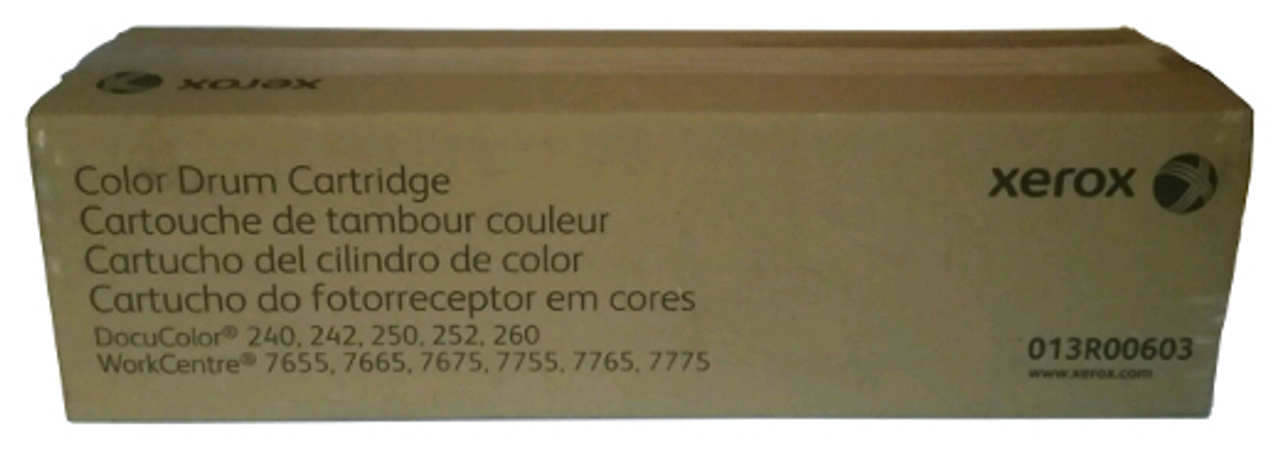 xerox
Color Drum Cartridge
Cartouche de tambour couleur
Cartucho del cilindro de color
Cartucho do fotorreceptor em cores
DocuColor® 240, 242, 250, 252, 260
WorkCentre® 7655, 7665, 7675, 7755, 7765, 7775
xerox
013R00603
www.xerox.com